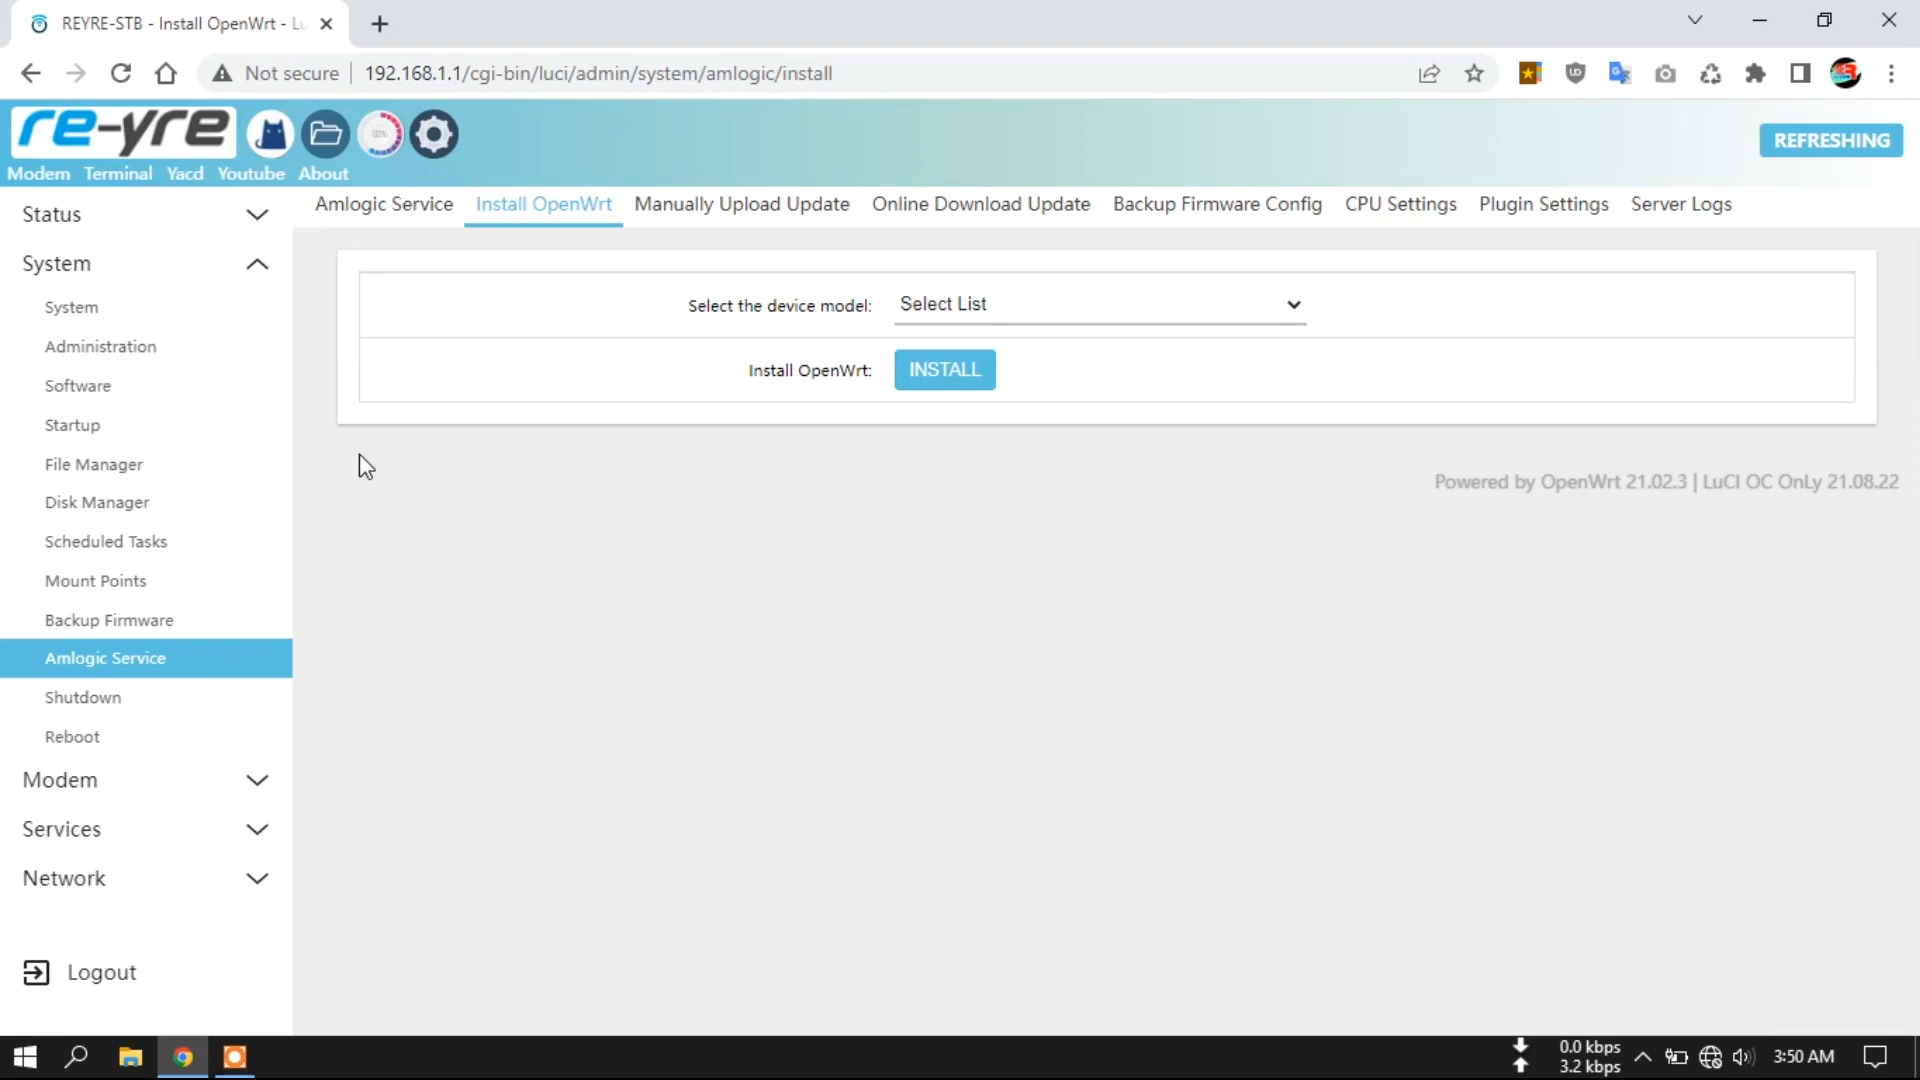 REYRE-STB - Install OpenWrt - Lu
Not secure
192.168.1.1/cgi-bin/luci/admin/system/amlogic/install
re-yre
REFRESHING
Modem Terminal Yacd Youtube About
Amlogic Service Install OpenWrt Manually Upload Update Online Download Update Backup Firmware Config CPU Settings Plugin Settings Server Logs
Status
System
System
Administration
Software
Startup
File Manager
Disk Manager
Scheduled Tasks
Mount Points
Backup Firmware
Amlogic Service
Shutdown
Reboot
Modem
Services
Network
Logout
Select the device model: Select List
Install OpenWrt: INSTALL
Powered by OpenWrt 21.02.3 | LuCI OC OnLy 21.08.22
0.0 kbps
3.2 kbps
3:50 AM